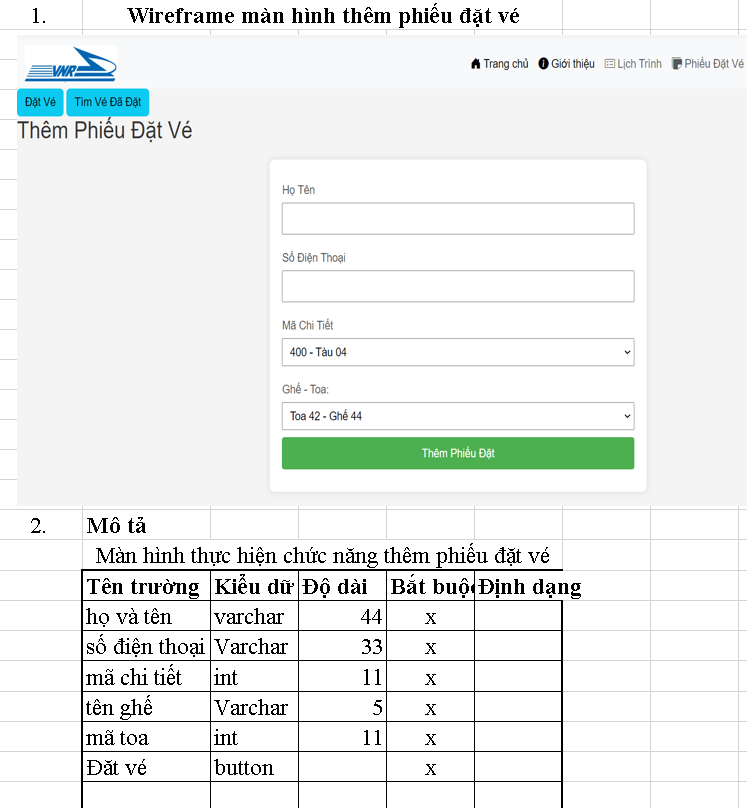 1. Wireframe màn hình thêm phiếu đặt vé
VNR
Trang chủ Giới thiệu Lịch Trình Phiếu Đặt Vé
Đặt Vé Tìm Vé Đã Đặt
Thêm Phiếu Đặt Vé
Họ Tên
Số Điện Thoại
Mã Chi Tiết
400 - Tàu 04
Ghế - Toa:
Toa 42 - Ghế 44
Thêm Phiếu Đặt
2. Mô tả
Màn hình thực hiện chức năng thêm phiếu đặt vé
Tên trường Kiểu dữ Độ dài Bắt buộc Định dạng
họ và tên varchar 44 x
số điện thoại Varchar 33 x
mã chi tiết int 11 x
tên ghế Varchar 5 x
mã toa int 11 x
Đăt vé button x